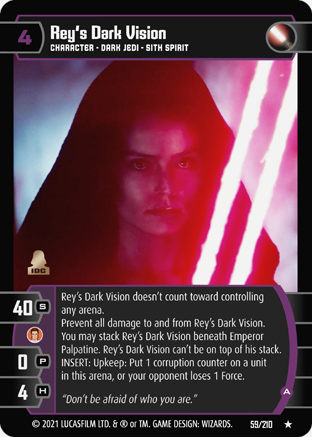 4
Rey's Dark Vision
CHARACTER - DARK JEDI - SITH SPIRIT
IDC
40 S
0 P
4 H
Rey's Dark Vision doesn't count toward controlling
any arena.
Prevent all damage to and from Rey's Dark Vision.
You may stack Rey's Dark Vision beneath Emperor
Palpatine. Rey's Dark Vision can't be on top of his stack.
INSERT: Upkeep: Put 1 corruption counter on a unit
in this arena, or your opponent loses 1 Force.
"Don't be afraid of who you are."
A
© 2021 LUCASFILM LTD. & ® or TM. GAME DESIGN: WIZARDS. 59/210 ★